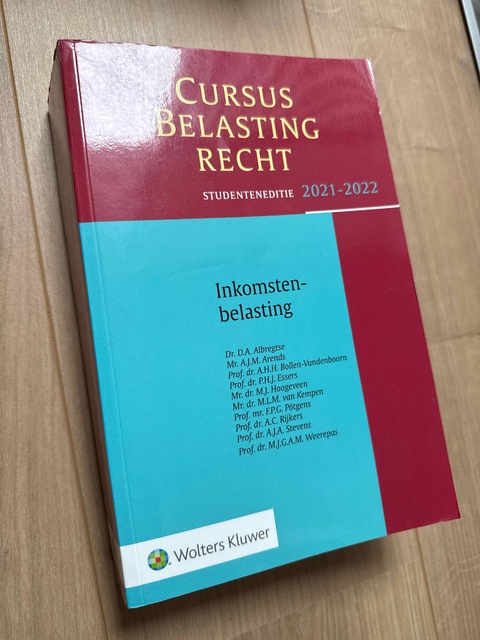 CURSUS
BELASTING
RECHT
STUDENTENEDITIE 2021-2022
Inkomsten-
belasting
Dr. D.A. Albregtse
Mr. A.J.M. Arends
Prof. dr. A.H.H. Bollen-Vandenboorn
Prof. dr. P.H.J. Essers
Mr. dr. M.J. Hoogeveen
Mr. dr. M.L.M. van Kempen
Prof. mr. F.P.G. Pötgens
Prof. dr. A.C. Rijkers
Prof. dr. A.J.A. Stevens
Prof. dr. M.J.G.A.M. Weerepas
Wolters Kluwer